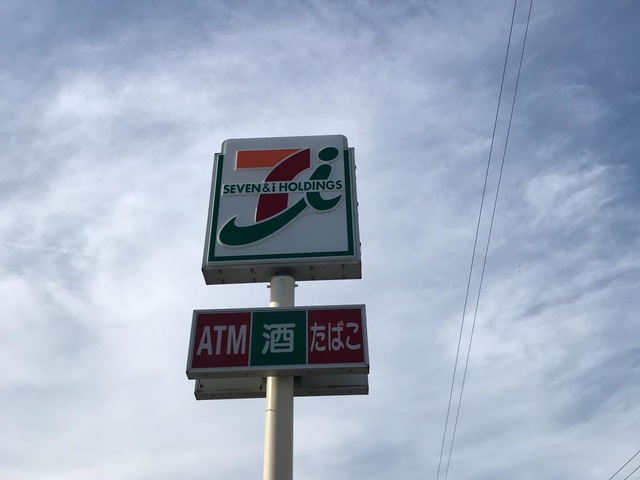 SEVEN&i HOLDINGS
ATM 酒 たばこ